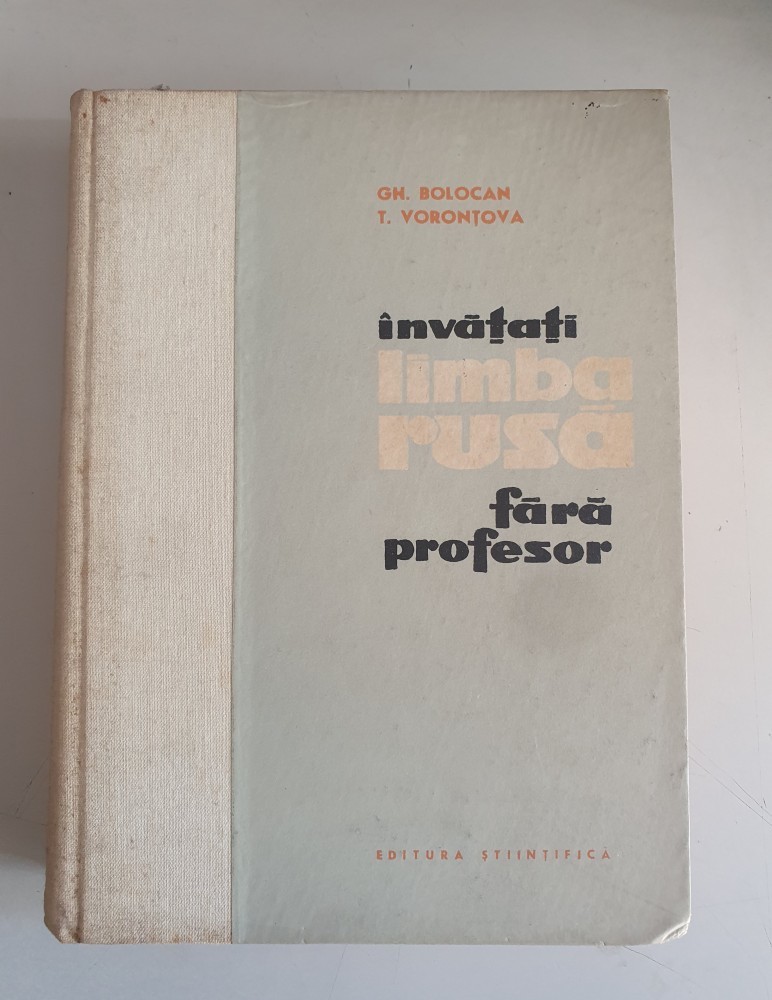 GH. BOLOCAN
T. VORONȚOVA
învățați
limba
rusă
fără
profesor
EDITURA ȘTIINȚIFICĂ